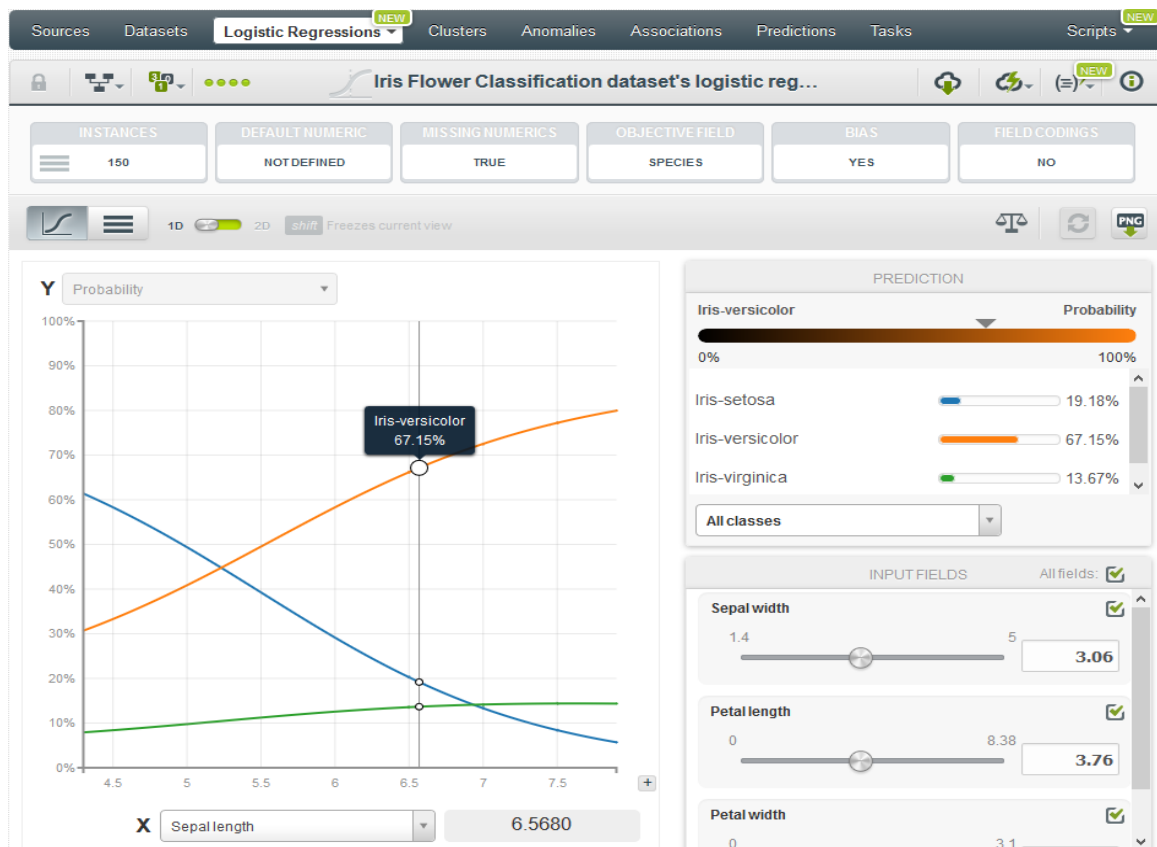 NEW NEW
Sources Datasets Logistic Regressions Clusters Anomalies Associations Predictions Tasks Scripts
Iris Flower Classification dataset's logistic reg... (=) NEW
INSTANCES DEFAULT NUMERIC MISSING NUMERICS OBJECTIVE FIELD BIAS FIELD CODINGS
150 NOT DEFINED TRUE SPECIES YES NO
1D 2D shift Freezes current view PNG
Y Probability
100%
90%
80%
70%
60%
50%
40%
30%
20%
10%
0%
Iris-versicolor
67.15%
4.5 5 5.5 6 6.5 7 7.5 +
X Sepal length 6.5680
PREDICTION
Iris-versicolor Probability
0% 100%
Iris-setosa 19.18%
Iris-versicolor 67.15%
Iris-virginica 13.67%
All classes
INPUT FIELDS All fields:
Sepal width
1.4 5 3.06
Petal length
0 8.38 3.76
Petal width
0 3.1